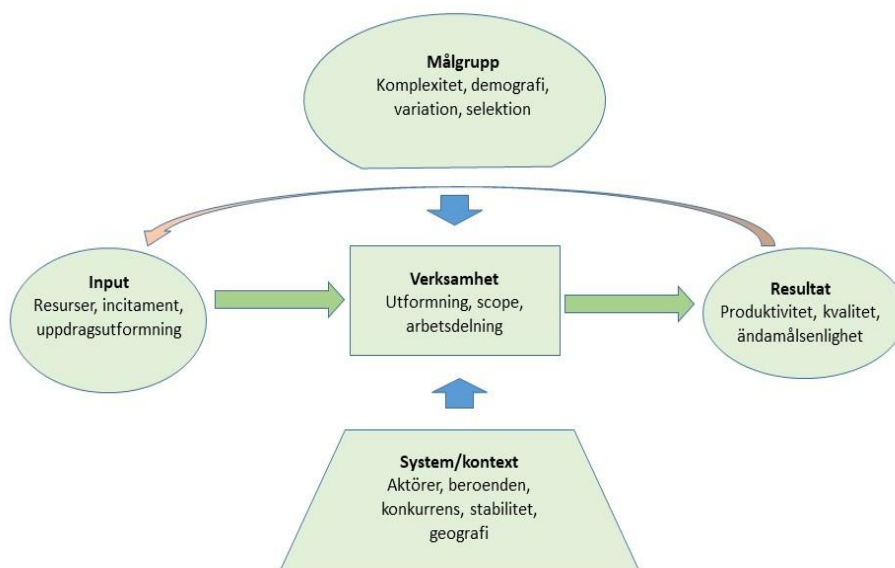 Målgrupp
Komplexitet, demografi,
variation, selektion
Input
Resurser, incitament,
uppdragsutformning
Verksamhet
Utformning, scope,
arbetsdelning
Resultat
Produktivitet, kvalitet,
ändamålsenlighet
System/kontext
Aktörer, beroenden,
konkurrens, stabilitet,
geografi